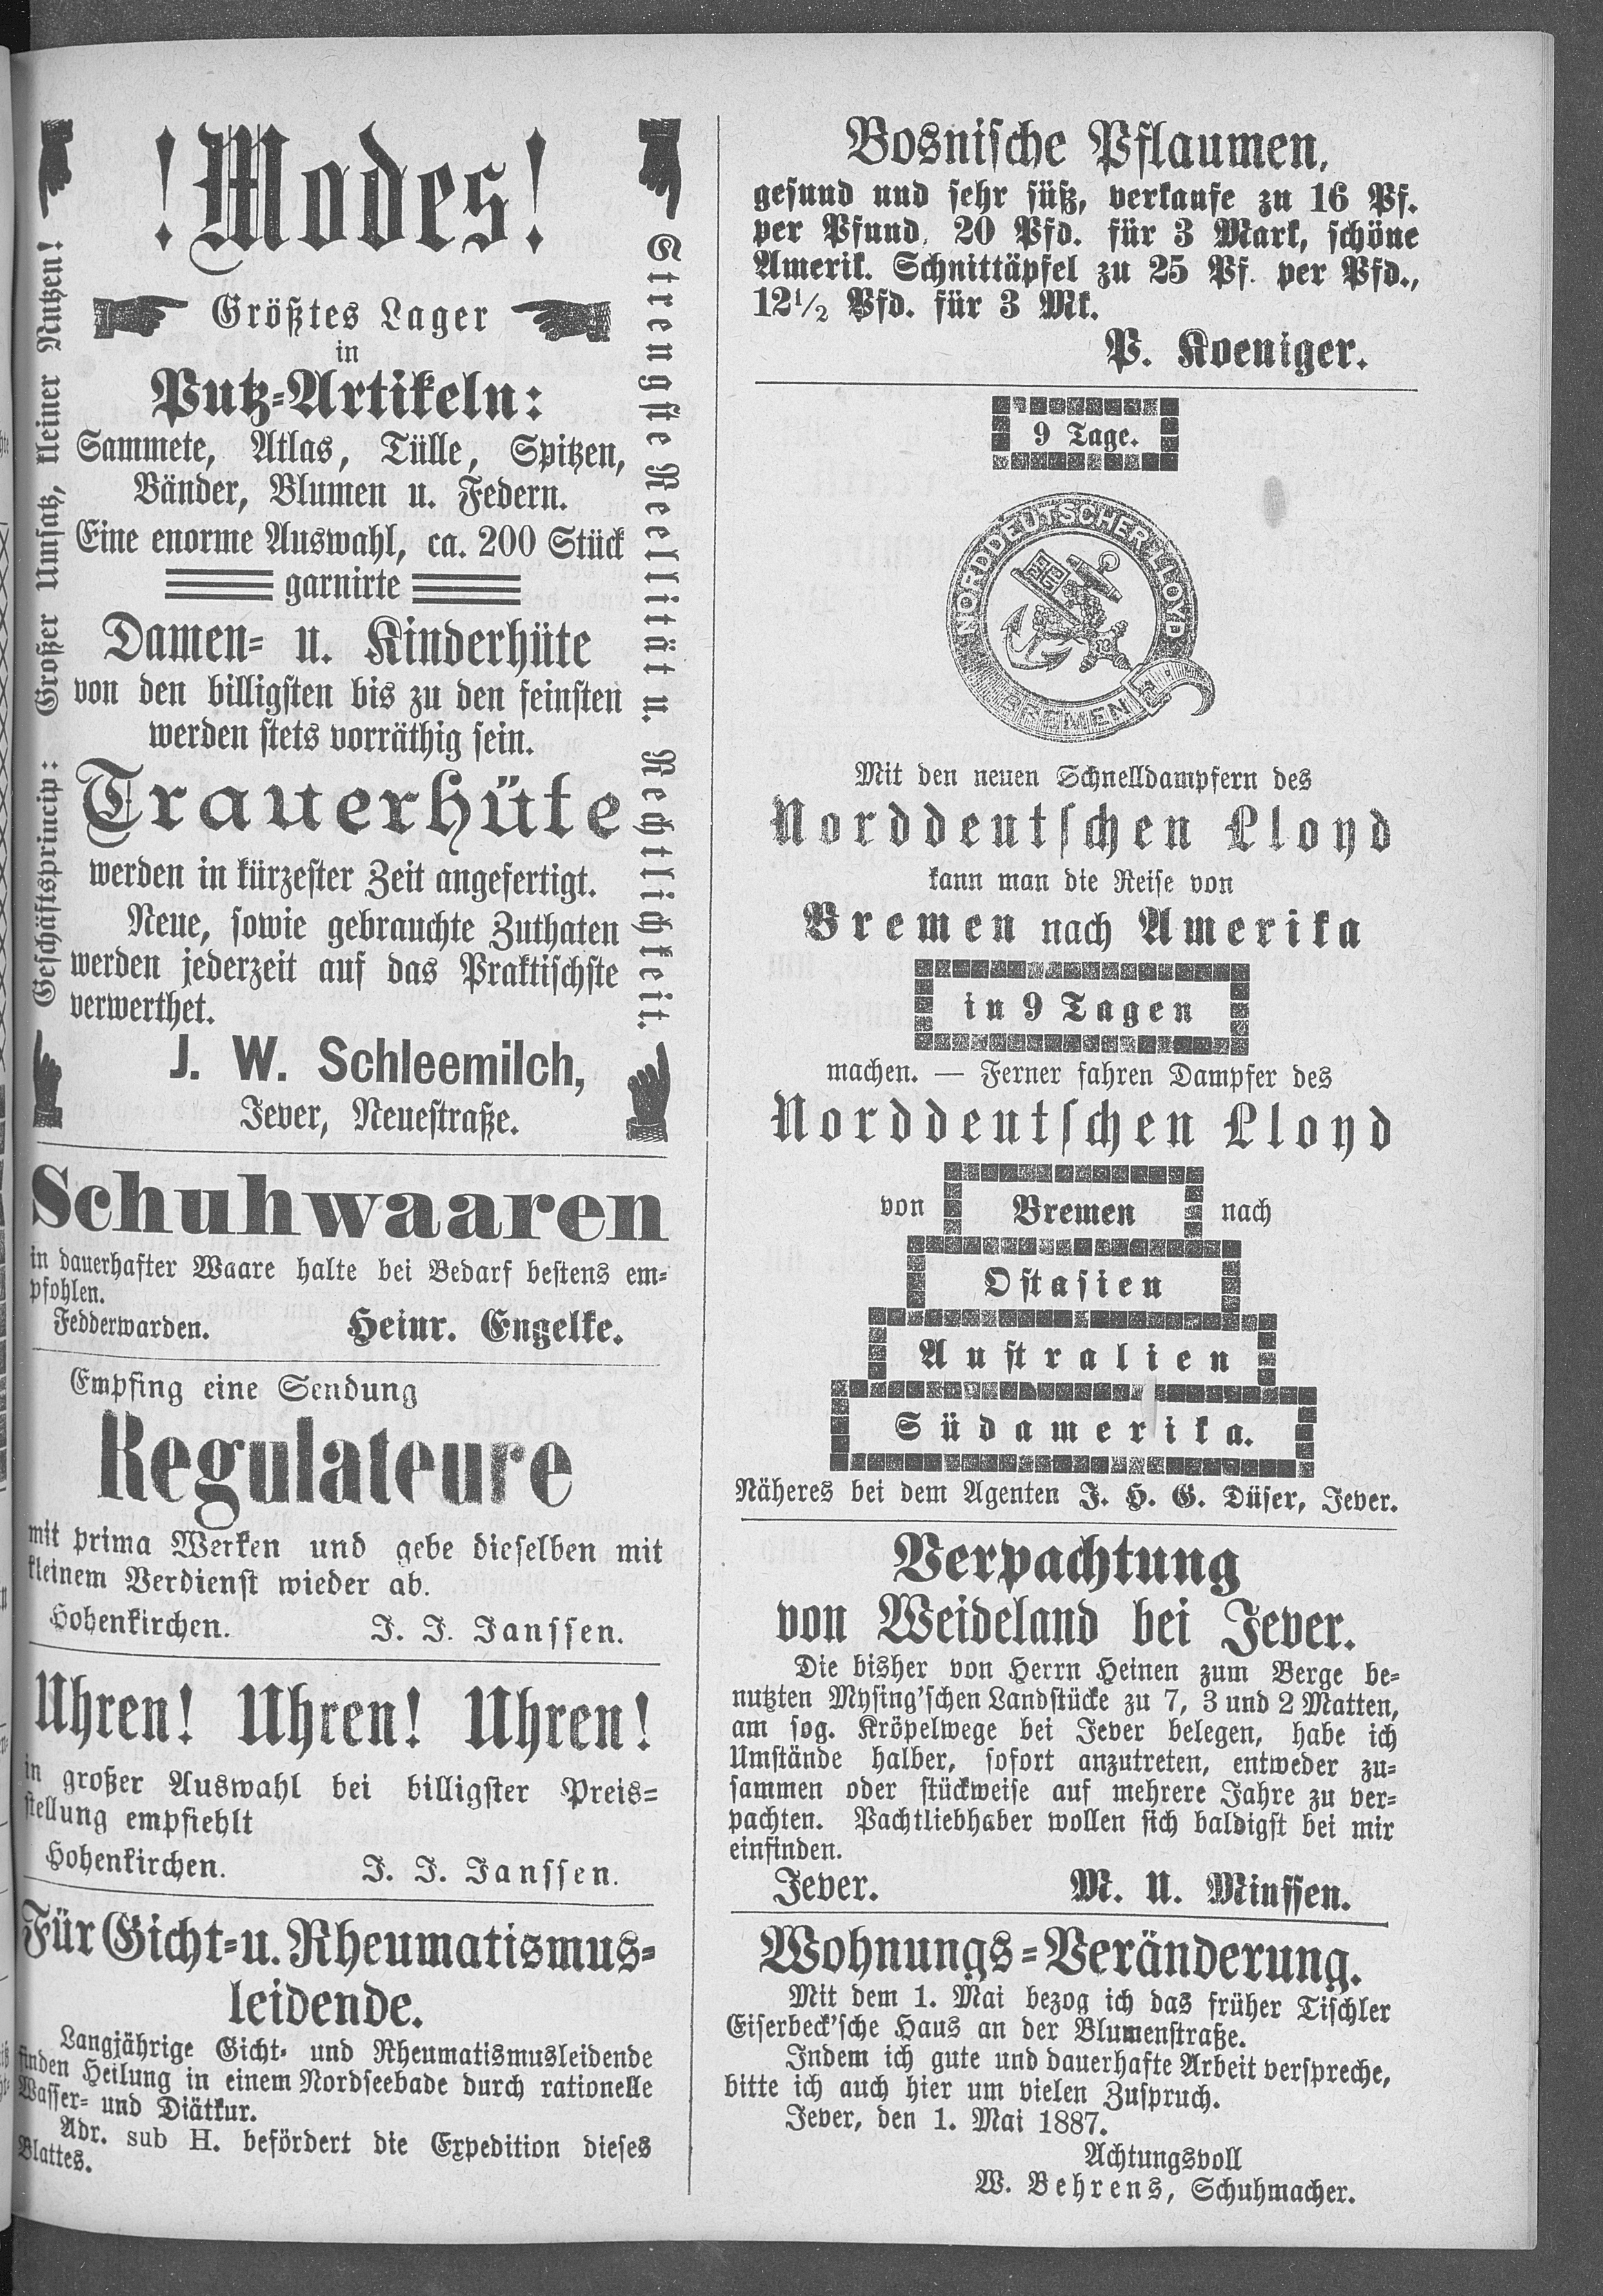 !Modes!
Größtes Lager
in
Putz-Artikeln:
Sammete, Atlas, Tülle, Spitzen,
Bänder, Blumen u. Federn.
Eine enorme Auswahl, ca. 200 Stück
garnirte
Damen- u. Kinderhüte
von den billigsten bis zu den feinsten
werden stets vorräthig sein.
Trauerhüte
werden in kürzester Zeit angefertigt.
Neue, sowie gebrauchte Zuthaten
werden jederzeit auf das Praktischste
verwerthet.
J. W. Schleemilch,
Jever, Neuestraße.
Geschäftsprincip: Großer Umsatz, kleiner Nutzen!
Strengste Reellität u. Rechtlichkeit.
Schuhwaaren
in dauerhafter Waare halte bei Bedarf bestens em-
pfohlen.
Fedderwarden. Heinr. Engelke.
Empfing eine Sendung
Regulateure
mit prima Werken und gebe dieselben mit
kleinem Verdienst wieder ab.
Hohenkirchen. J. J. Janssen.
Uhren! Uhren! Uhren!
in großer Auswahl bei billigster Preis-
stellung empfiehlt
Hohenkirchen. J. J. Janssen.
Für Gicht- u. Rheumatismus-
leidende.
Langjährige Gicht- und Rheumatismusleidende
finden Heilung in einem Nordseebade durch rationelle
Wasser- und Diätkur.
Adr. sub H. befördert die Expedition dieses
Blattes.
Bosnische Pflaumen,
gesund und sehr süß, verkaufe zu 16 Pf.
per Pfund, 20 Pfd. für 3 Mark, schöne
Amerik. Schnittäpfel zu 25 Pf. per Pfd.,
12½ Pfd. für 3 Mk.
P. Koeniger.
9 Tage.
NORDDEUTSCHER LLOYD
BREMEN
Mit den neuen Schnelldampfern des
Norddeutschen Lloyd
kann man die Reise von
Bremen nach Amerika
in 9 Tagen
machen. — Ferner fahren Dampfer des
Norddeutschen Lloyd
von Bremen nach
Ostasien
Australien
Südamerika.
Näheres bei dem Agenten J. H. G. Düser, Jever.
Verpachtung
von Weideland bei Jever.
Die bisher von Herrn Heinen zum Berge be-
nutzten Mysing'schen Landstücke zu 7, 3 und 2 Matten,
am sog. Kröpelwege bei Jever belegen, habe ich
Umstände halber, sofort anzutreten, entweder zu-
sammen oder stückweise auf mehrere Jahre zu ver-
pachten. Pachtliebhaber wollen sich baldigst bei mir
einfinden.
Jever. M. U. Minssen.
Wohnungs-Veränderung.
Mit dem 1. Mai bezog ich das früher Tischler
Eiserbeck'sche Haus an der Blumenstraße.
Indem ich gute und dauerhafte Arbeit verspreche,
bitte ich auch hier um vielen Zuspruch.
Jever, den 1. Mai 1887.
Achtungsvoll
W. Behrens, Schuhmacher.